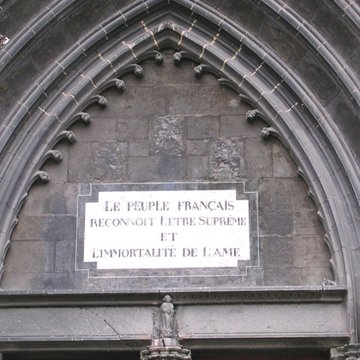 LE PEUPLE FRANÇAIS
RECONNOIT L'ETRE SUPRÊME
ET
L'IMMORTALITÉ DE L'AME